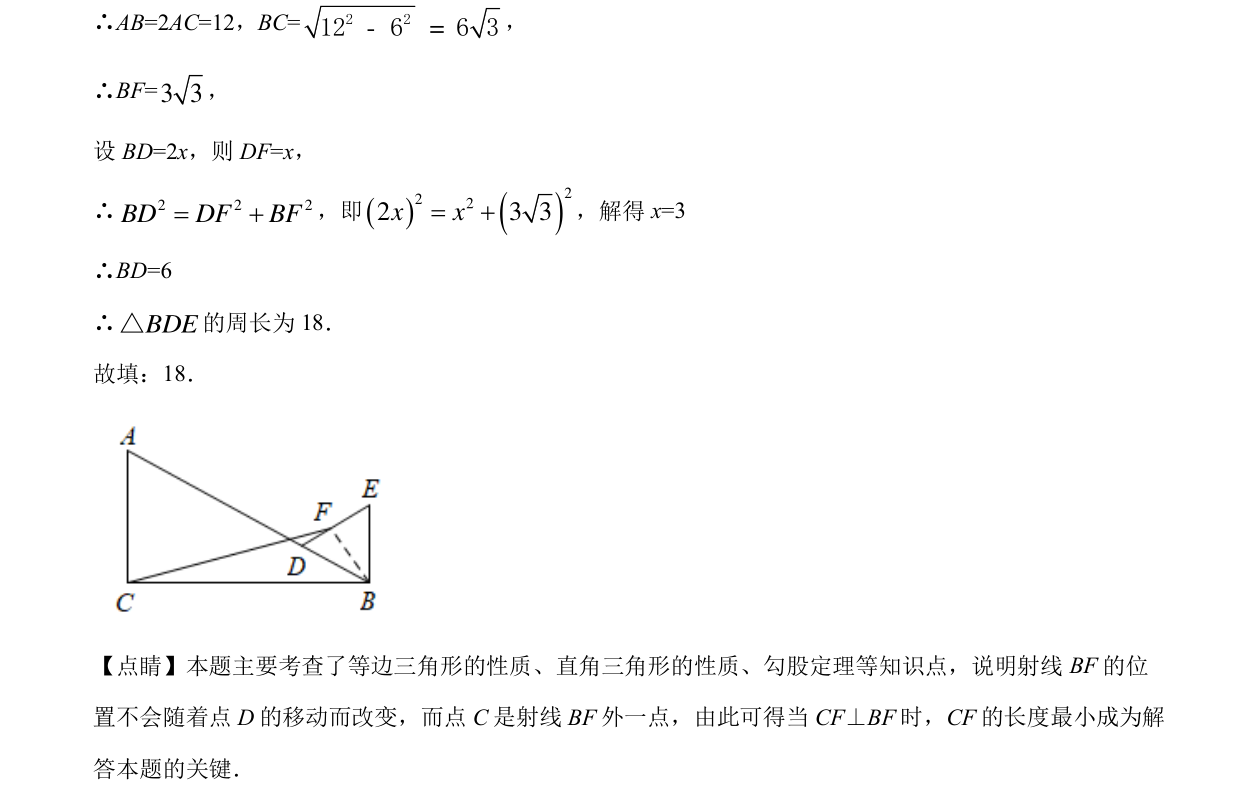 ∴AB=2AC=12，BC=√(12² - 6²) = 6√3，
∴BF=3√3，
设 BD=2x，则 DF=x，
∴ BD² = DF² + BF²，即(2x)² = x² + (3√3)²，解得 x=3
∴BD=6
∴ △BDE的周长为 18．
故填：18．
A
E
F
D
C
B
【点睛】本题主要考查了等边三角形的性质、直角三角形的性质、勾股定理等知识点，说明射线 BF 的位
置不会随着点 D 的移动而改变，而点 C 是射线 BF 外一点，由此可得当 CF⊥BF 时，CF 的长度最小成为解
答本题的关键．